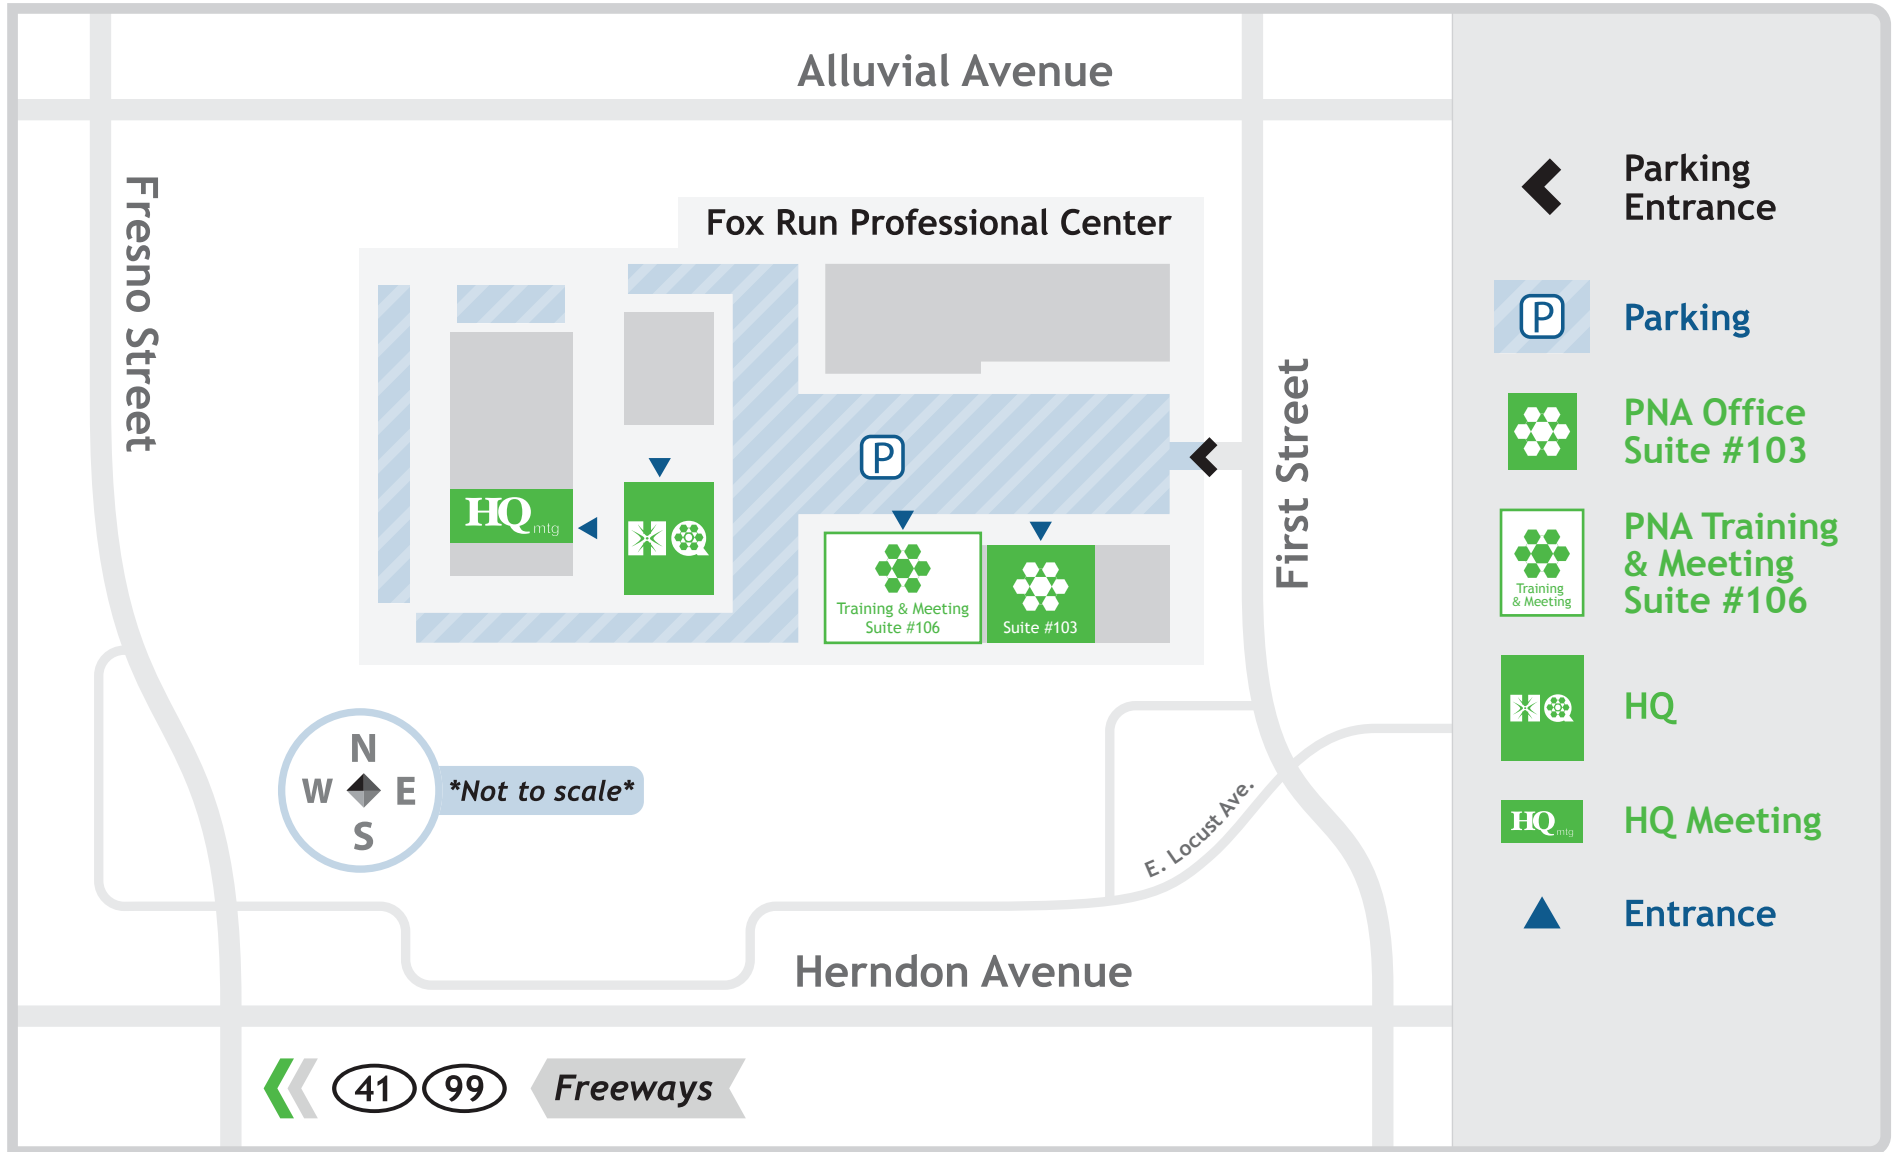 Alluvial Avenue
Fresno Street
Fox Run Professional Center
First Street
P
HQ mtg
HQ
Training & Meeting
Suite #106
Suite #103
N
W E
S
*Not to scale*
E. Locust Ave.
Herndon Avenue
41 99 Freeways
Parking
Entrance
P
Parking
PNA Office
Suite #103
Training
& Meeting
PNA Training
& Meeting
Suite #106
HQ
HQ
HQ mtg
HQ Meeting
Entrance